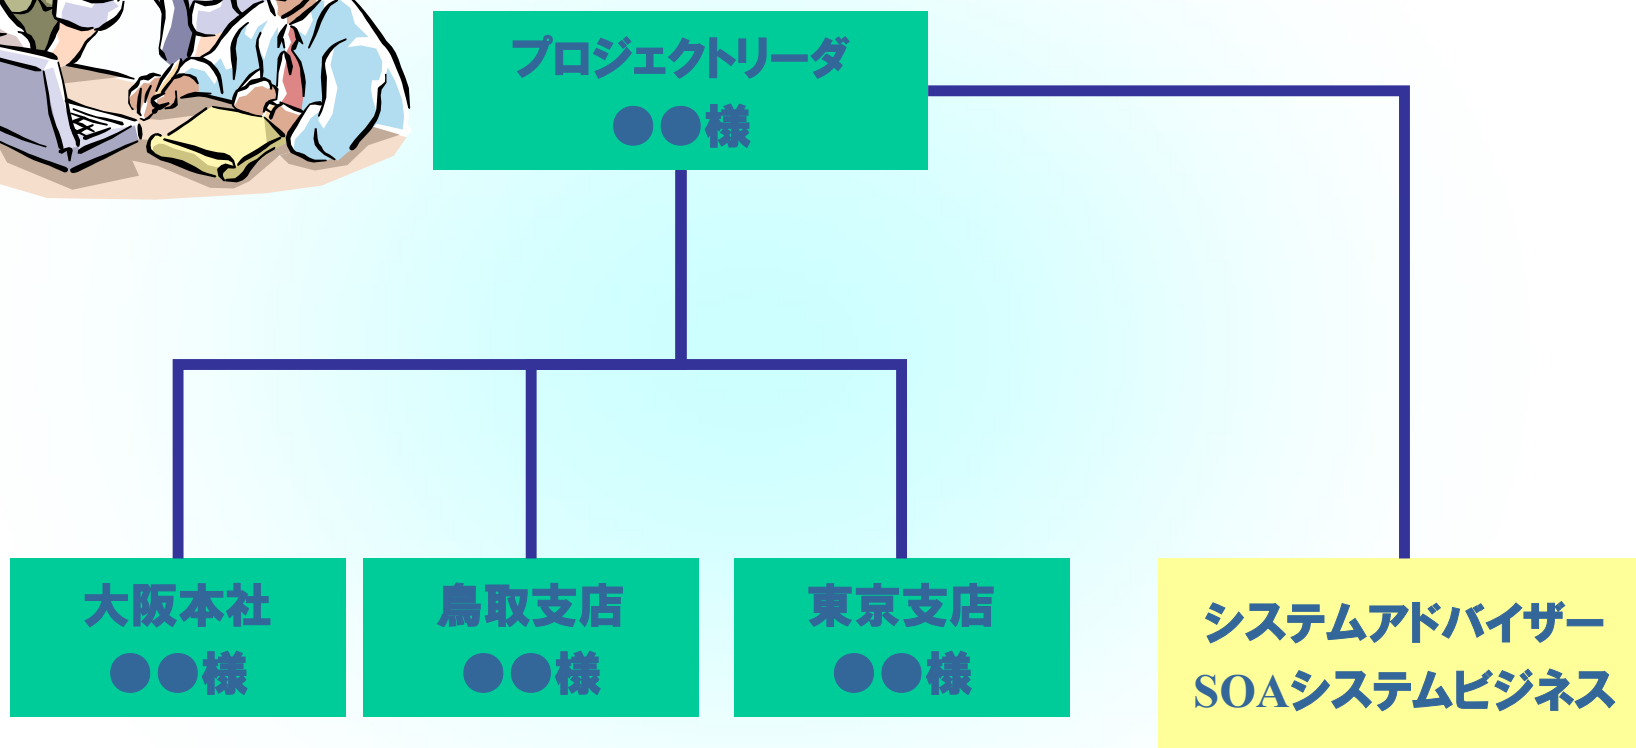 プロジェクトリーダ
●●様
大阪本社
●●様
鳥取支店
●●様
東京支店
●●様
システムアドバイザー
SOAシステムビジネス